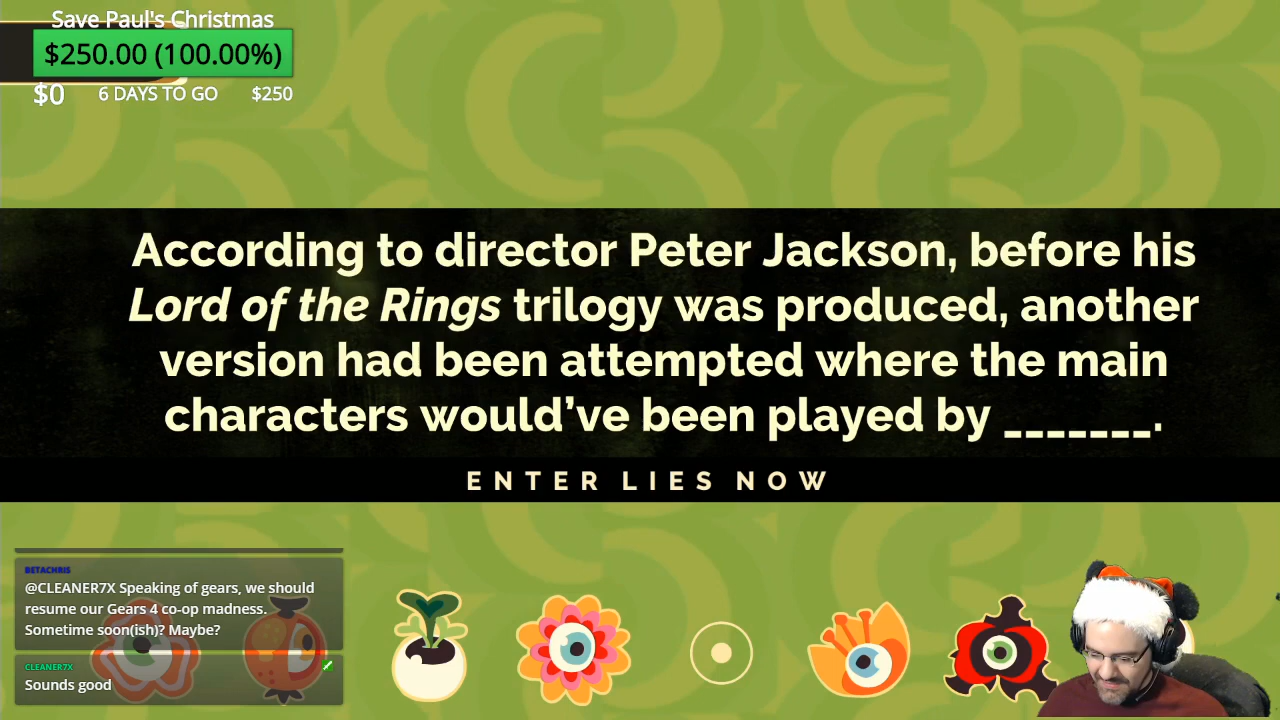 Save Paul's Christmas
$250.00 (100.00%)
$0 6 DAYS TO GO $250
According to director Peter Jackson, before his
Lord of the Rings trilogy was produced, another
version had been attempted where the main
characters would've been played by _______.
ENTER LIES NOW
BETACHRIS
@CLEANER7X Speaking of gears, we should
resume our Gears 4 co-op madness.
Sometime soon(ish)? Maybe?
CLEANER7X
Sounds good